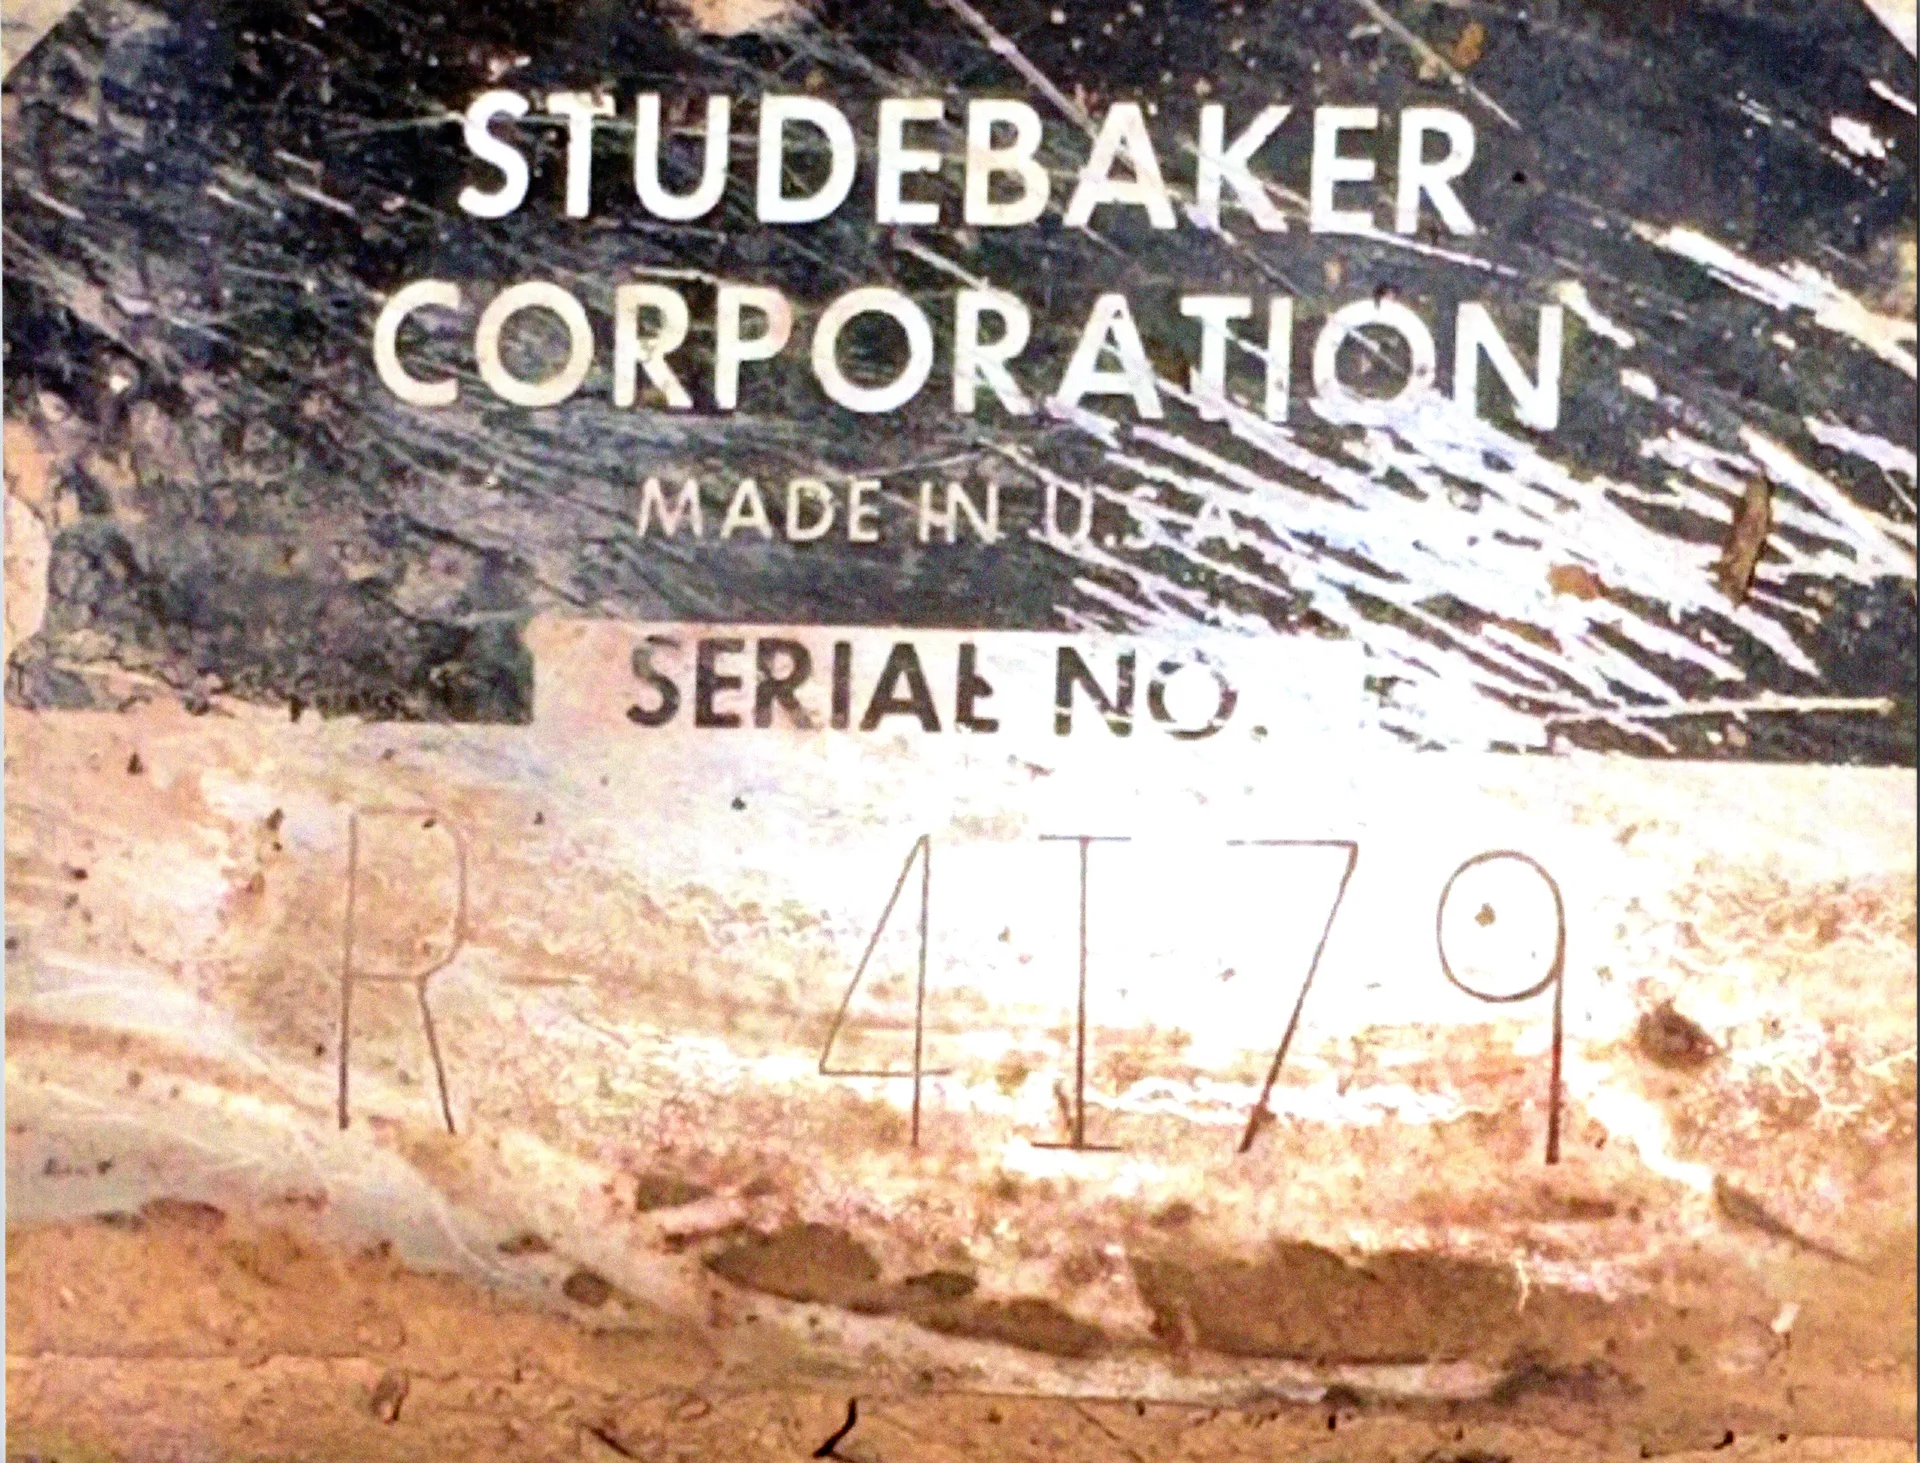 STUDEBAKER
CORPORATION
MADE IN U.S.A.
SERIAL NO.
R-4179